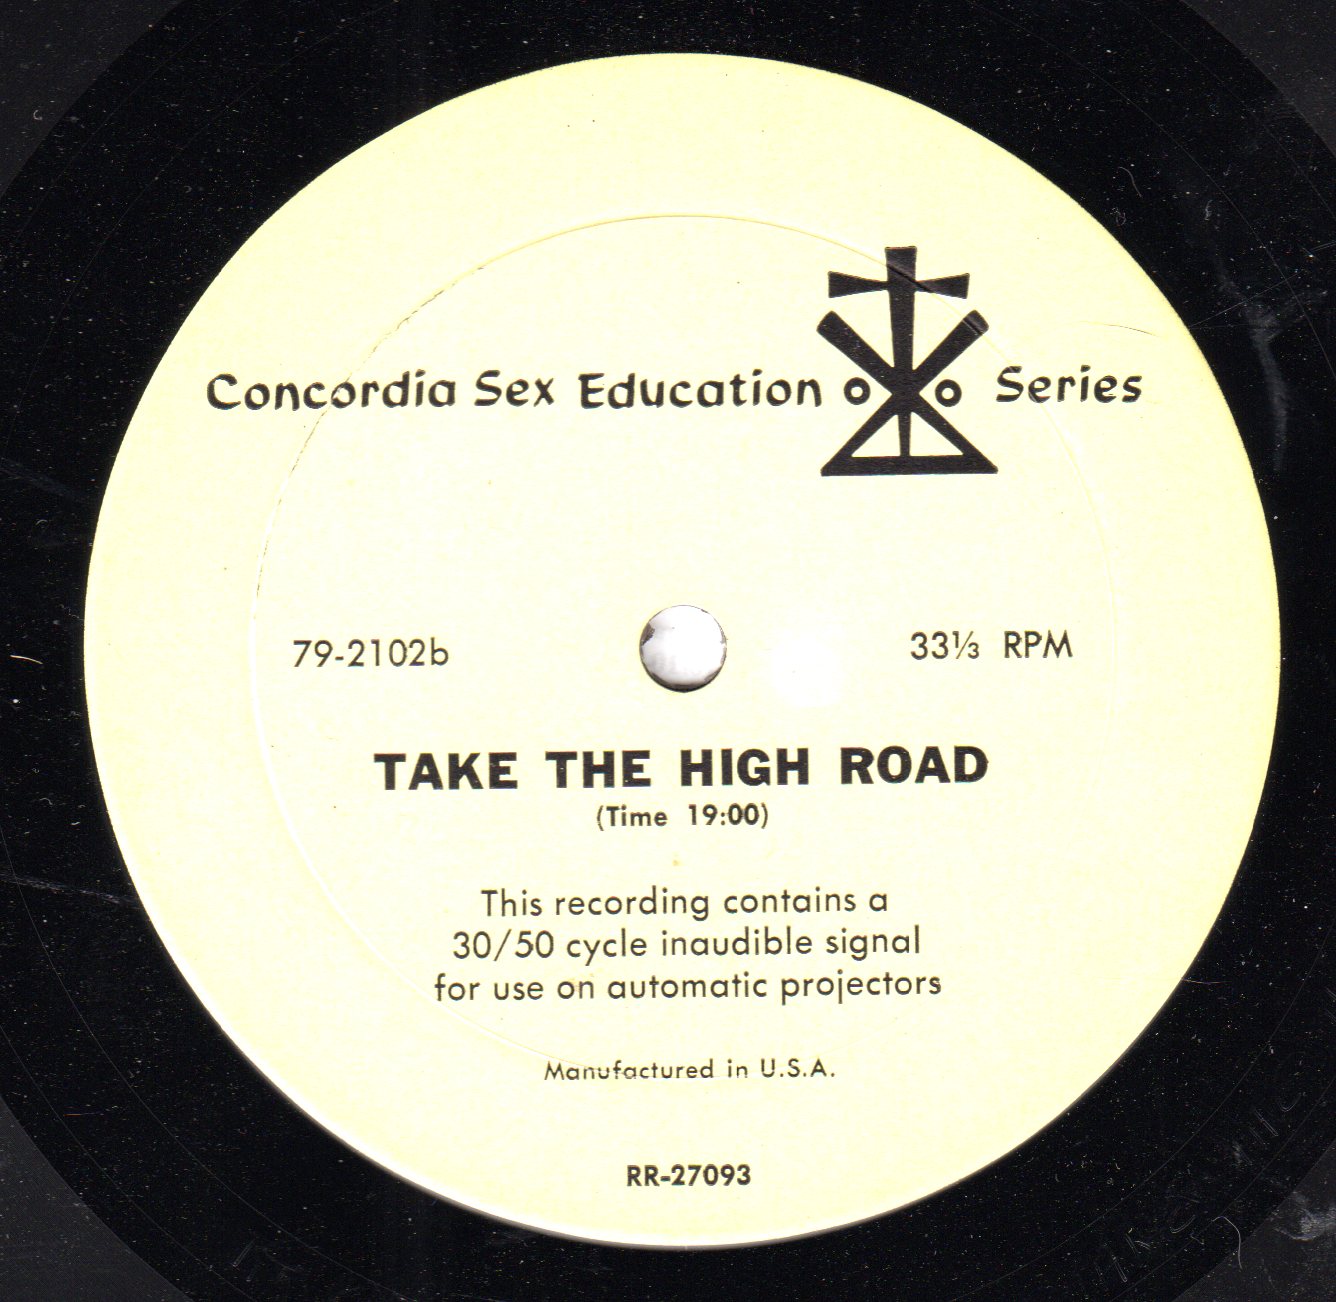 Concordia Sex Education Series
79-2102b
33⅓ RPM
TAKE THE HIGH ROAD
(Time 19:00)
This recording contains a
30/50 cycle inaudible signal
for use on automatic projectors
Manufactured in U.S.A.
RR-27093